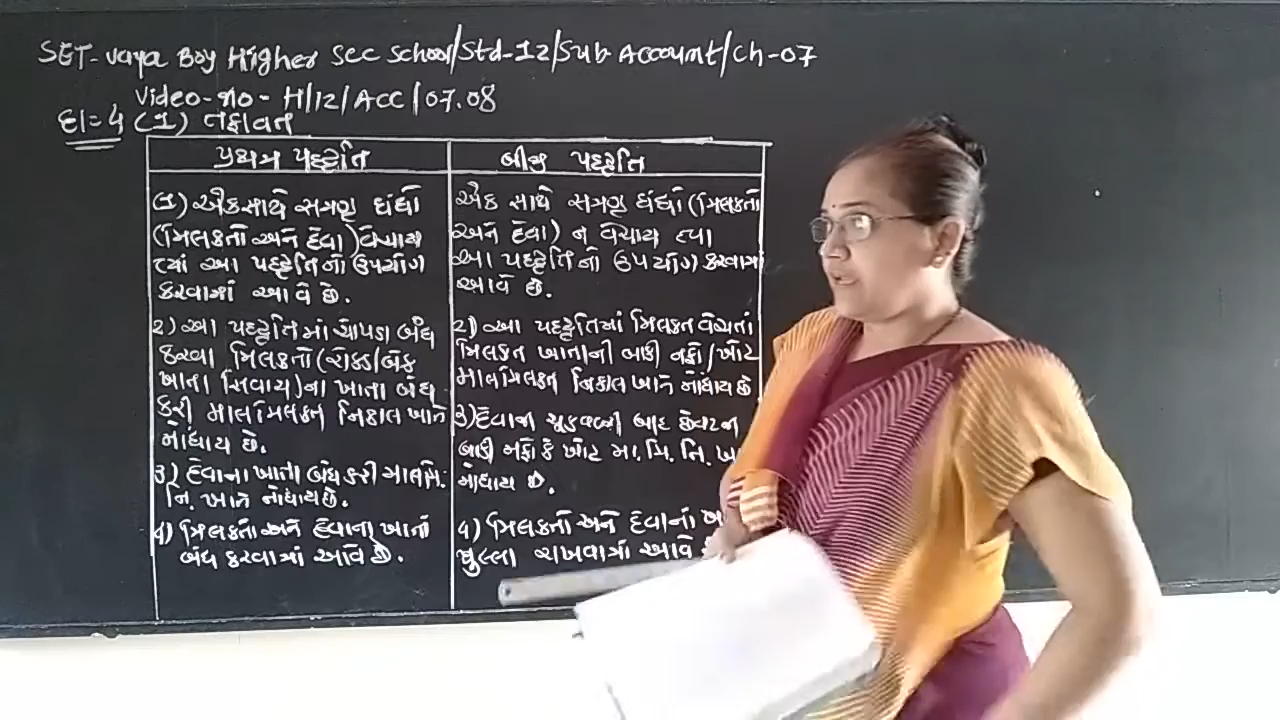 SET-Vaya Boy Higher Sec School/Std-12/Sub Account/Ch-07
Video-no - H/12/Acc/07.08
દા=4 (1) તફાવત
પ્રથમ પદ્ધતિ
(1) એકસાથે સમગ્ર ધંધો
(મિલકતો અને દેવા) વેચાય
ત્યાં આ પદ્ધતિનો ઉપયોગ
કરવામાં આવે છે.
2) આ પદ્ધતિમાં ચોપડા બંધ
કરવા મિલકતો (રોકડ/બેંક
ખાતા સિવાય) ના ખાતા બંધ
કરી માલમિલકત નિકાલ ખાતે
નોંધાય છે.
3) દેવાના ખાતા બંધ કરી માલમિ.
નિ. ખાતે નોંધાય છે.
4) મિલકતો અને દેવાના ખાતાં
બંધ કરવામાં આવે છે.
બીજી પદ્ધતિ
એક સાથે સમગ્ર ધંધો (મિલકતો
અને દેવા) ન વેચાય ત્યા
આ પદ્ધતિનો ઉપયોગ કરવામાં
આવે છે.
2) આ પદ્ધતિમાં મિલકત વેચતાં
મિલકત ખાતાની બાકી નફો/ખોટ
માલમિલકત નિકાલ ખાતે નોંધાય છે
3) દેવાની ચૂકવણી બાદ છેવટના
બાકી નફો કે ખોટ મા. મિ. નિ. ખા
નોંધાય છે.
4) મિલકતો અને દેવાનાં ખ
ખુલ્લા રાખવામાં આવે